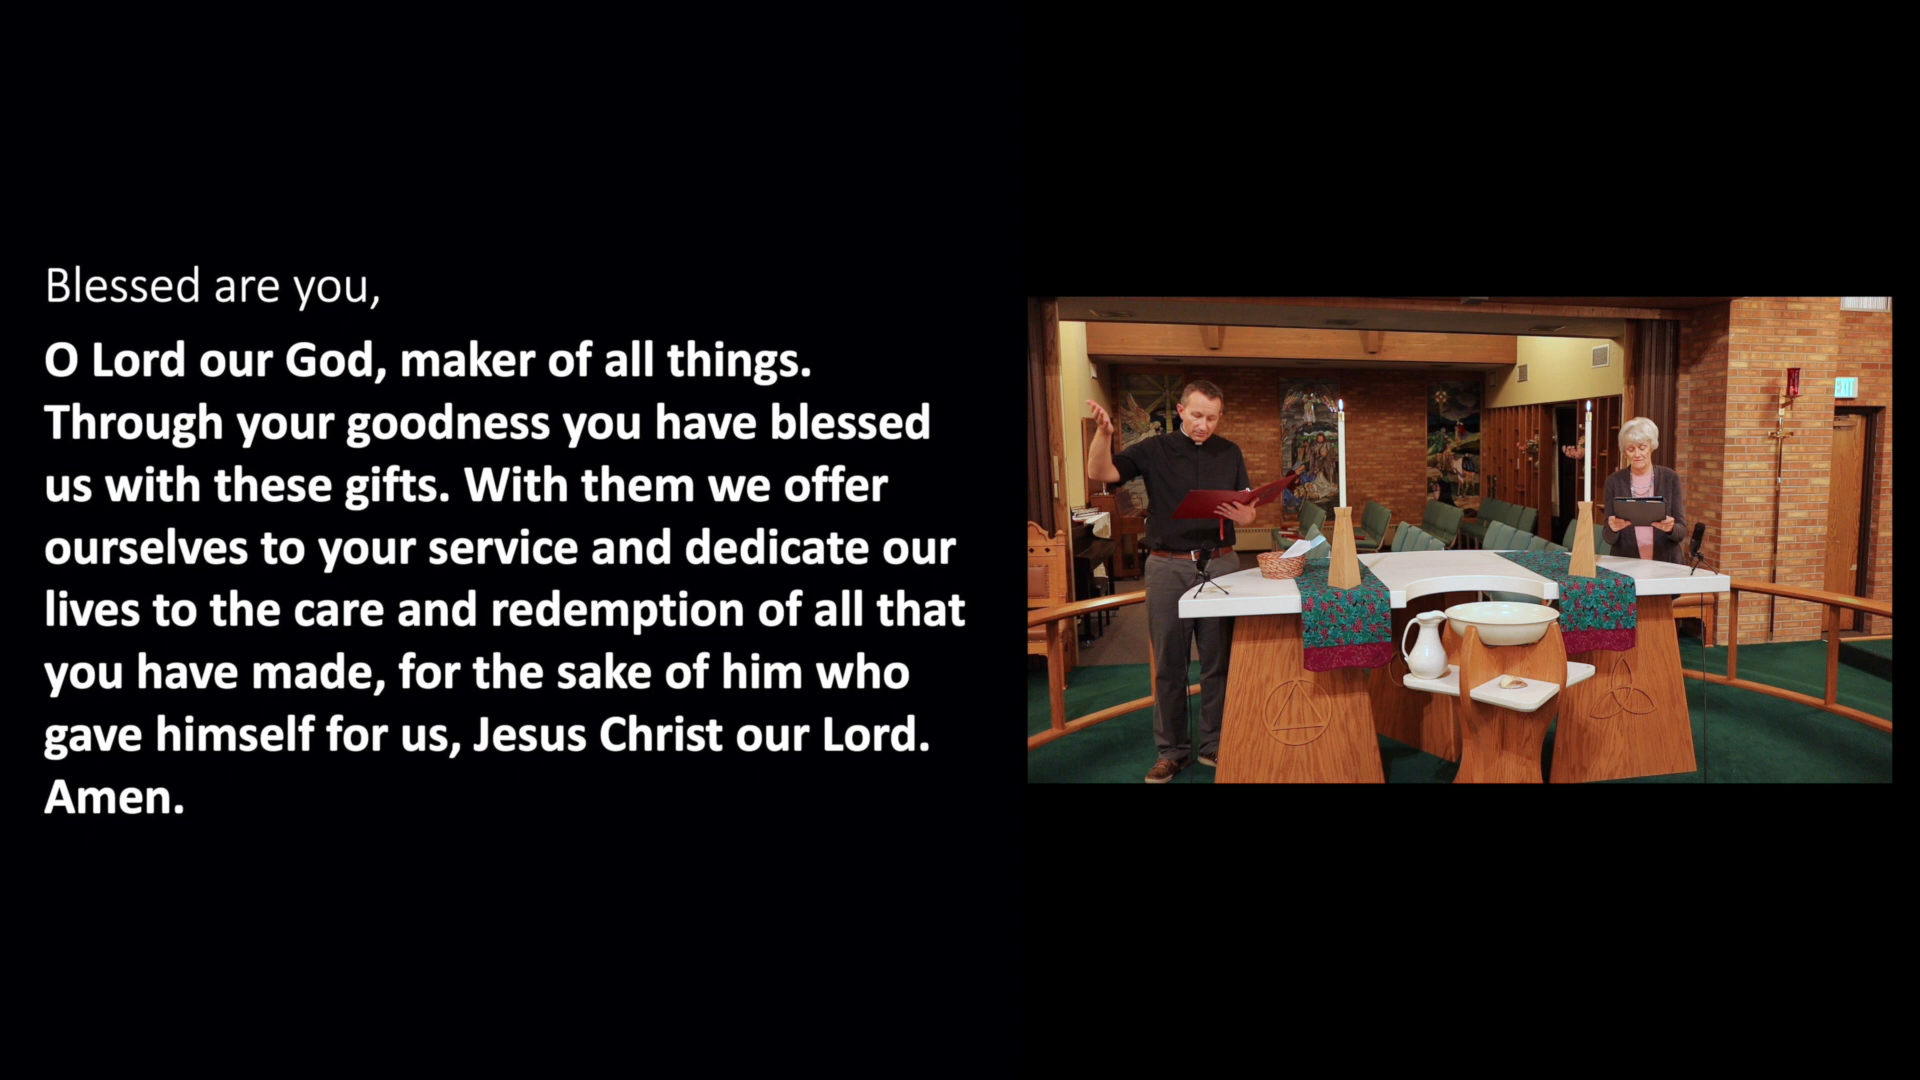 Blessed are you,
O Lord our God, maker of all things.
Through your goodness you have blessed
us with these gifts. With them we offer
ourselves to your service and dedicate our
lives to the care and redemption of all that
you have made, for the sake of him who
gave himself for us, Jesus Christ our Lord.
Amen.